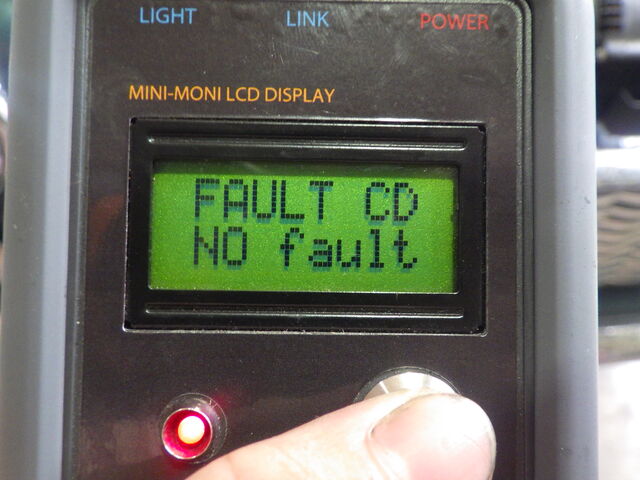 LIGHT LINK POWER
MINI-MONI LCD DISPLAY
FAULT CD
NO fault